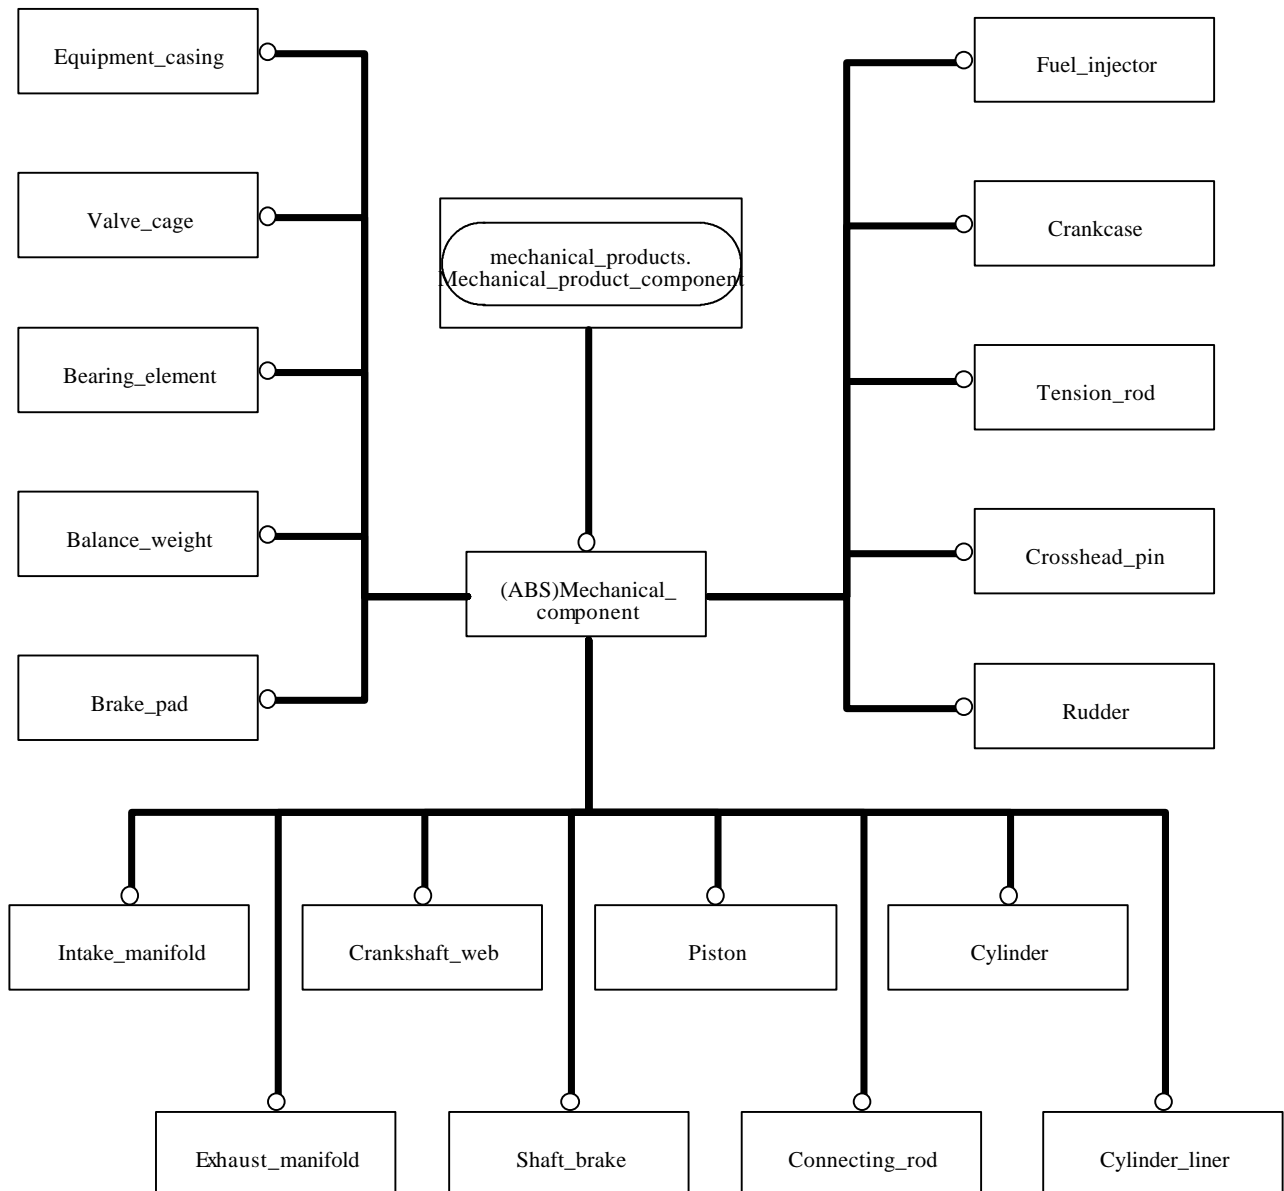 Equipment_casing
Fuel_injector
Valve_cage
Crankcase
mechanical_products.
Mechanical_product_component
Bearing_element
Tension_rod
Balance_weight
Crosshead_pin
(ABS)Mechanical_
component
Brake_pad
Rudder
Intake_manifold
Crankshaft_web
Piston
Cylinder
Exhaust_manifold
Shaft_brake
Connecting_rod
Cylinder_liner